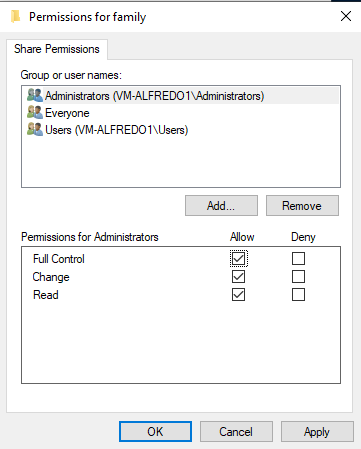 Permissions for family
Share Permissions
Group or user names:
Administrators (VM-ALFREDO1\Administrators)
Everyone
Users (VM-ALFREDO1\Users)
Add... Remove
Permissions for Administrators Allow Deny
Full Control
Change
Read
OK Cancel Apply